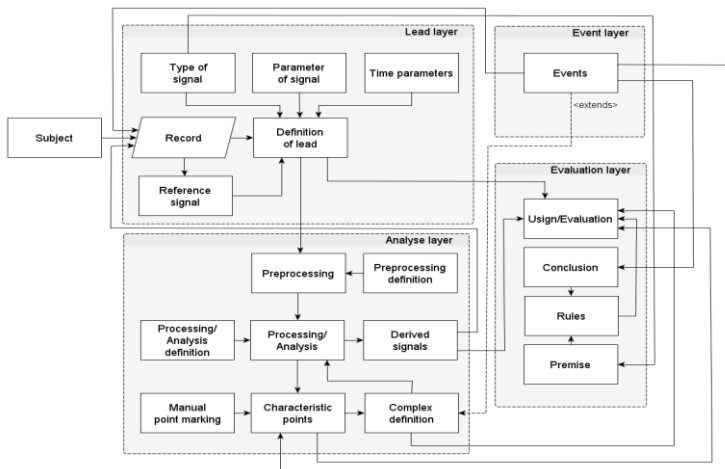 Lead layer
Type of
signal
Parameter
of signal
Time parameters
Subject
Record
Definition
of lead
Reference
signal
Event layer
Events
<extends>
Evaluation layer
Usign/Evaluation
Conclusion
Rules
Premise
Analyse layer
Preprocessing
Preprocessing
definition
Processing/
Analysis
definition
Processing/
Analysis
Derived
signals
Manual
point marking
Characteristic
points
Complex
definition